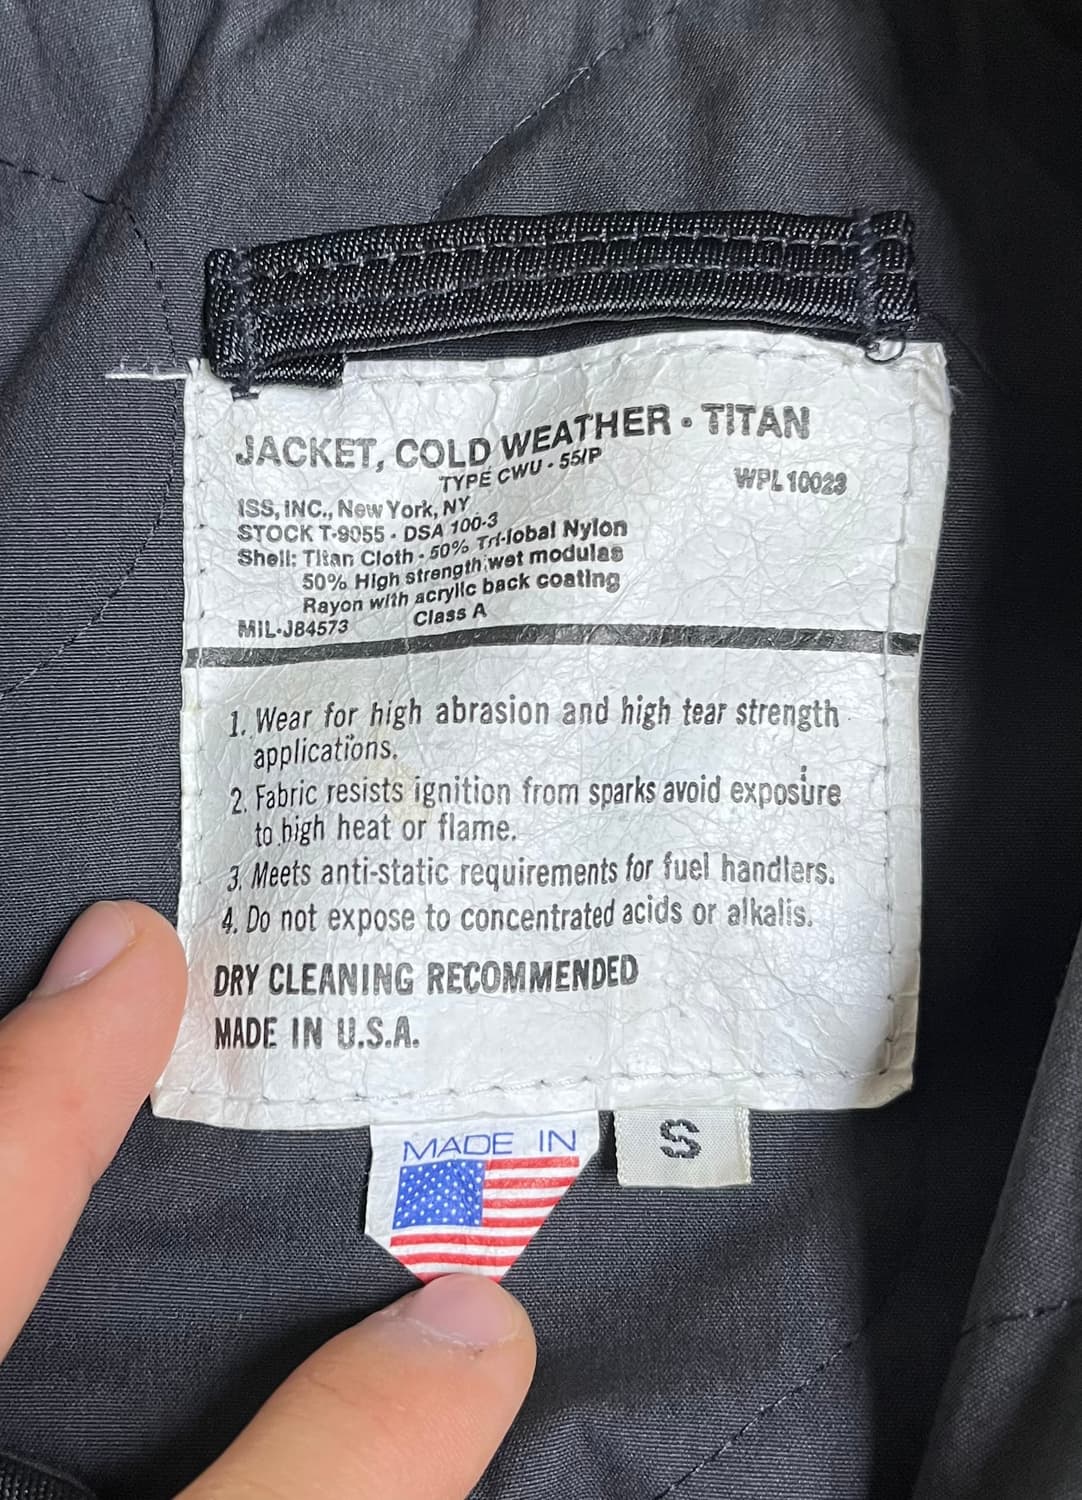 JACKET, COLD WEATHER • TITAN
TYPE CWU - 55/P
WPL 10023
ISS, INC., New York, NY
STOCK T-9055 - DSA 100-3
Shell: Titan Cloth - 50% Tri-lobal Nylon
50% High strength wet modulas
Rayon with acrylic back coating
MIL-J84573 Class A
1. Wear for high abrasion and high tear strength
applications.
2. Fabric resists ignition from sparks avoid exposure
to high heat or flame.
3. Meets anti-static requirements for fuel handlers.
4. Do not expose to concentrated acids or alkalis.
DRY CLEANING RECOMMENDED
MADE IN U.S.A.
MADE IN
S